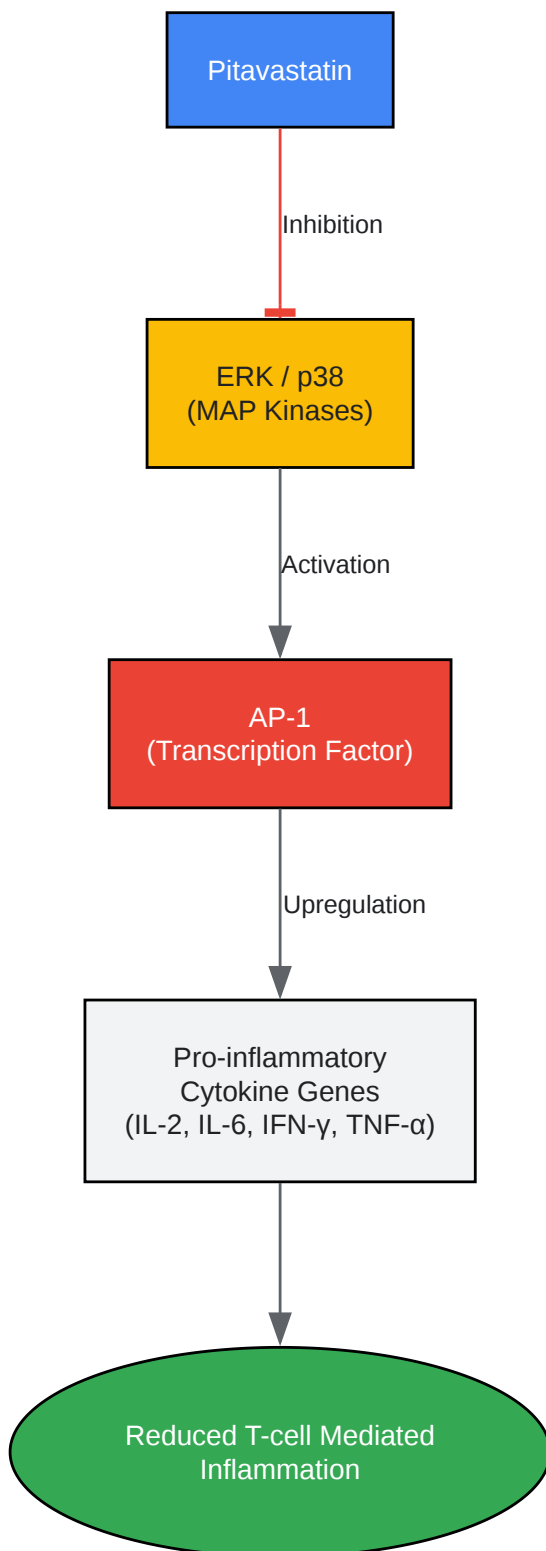 Pitavastatin
Inhibition
ERK / p38
(MAP Kinases)
Activation
AP-1
(Transcription Factor)
Upregulation
Pro-inflammatory
Cytokine Genes
(IL-2, IL-6, IFN-γ, TNF-α)
Reduced T-cell Mediated
Inflammation